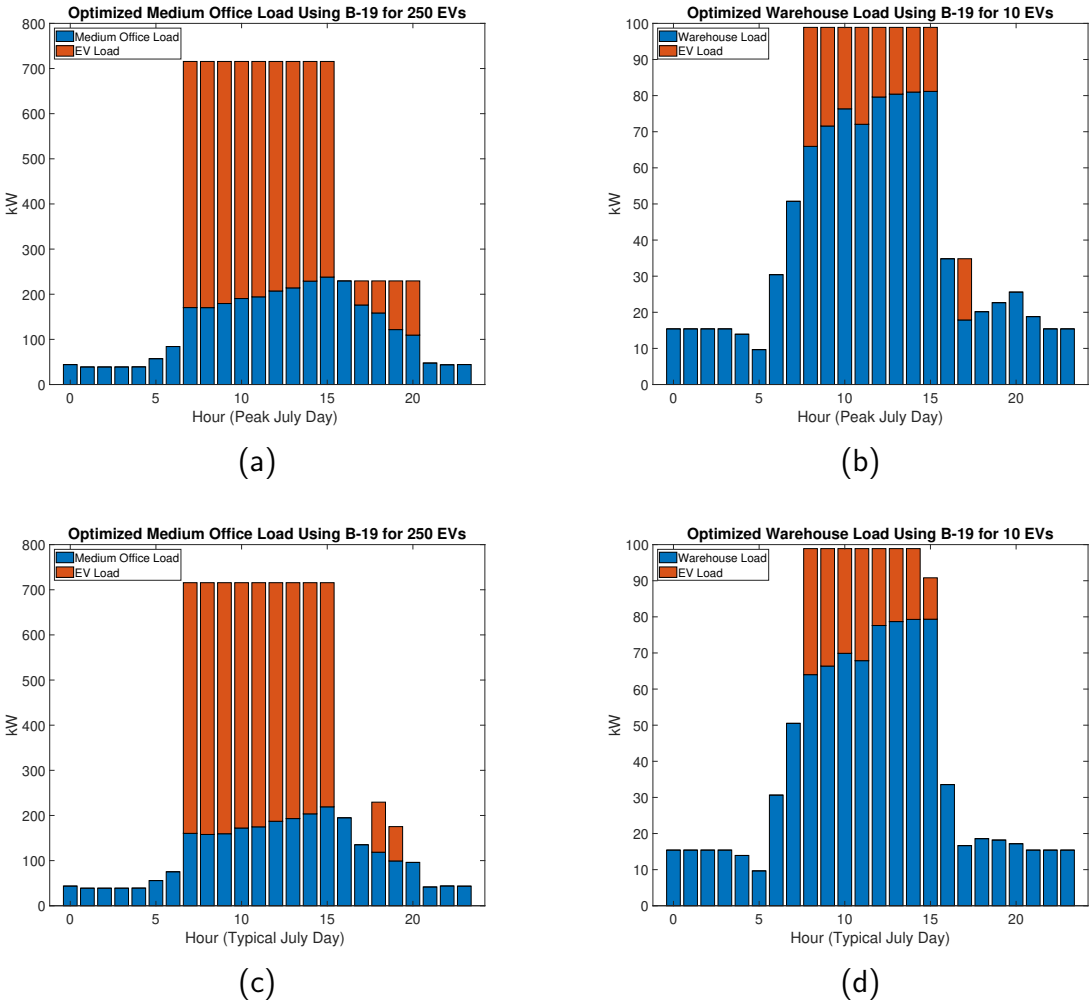 Optimized Medium Office Load Using B-19 for 250 EVs
Medium Office Load
EV Load
800
700
600
500
400
300
200
100
0
kW
0 5 10 15 20
Hour (Peak July Day)
(a)
Optimized Warehouse Load Using B-19 for 10 EVs
Warehouse Load
EV Load
100
90
80
70
60
50
40
30
20
10
0
kW
0 5 10 15 20
Hour (Peak July Day)
(b)
Optimized Medium Office Load Using B-19 for 250 EVs
Medium Office Load
EV Load
800
700
600
500
400
300
200
100
0
kW
0 5 10 15 20
Hour (Typical July Day)
(c)
Optimized Warehouse Load Using B-19 for 10 EVs
Warehouse Load
EV Load
100
90
80
70
60
50
40
30
20
10
0
kW
0 5 10 15 20
Hour (Typical July Day)
(d)